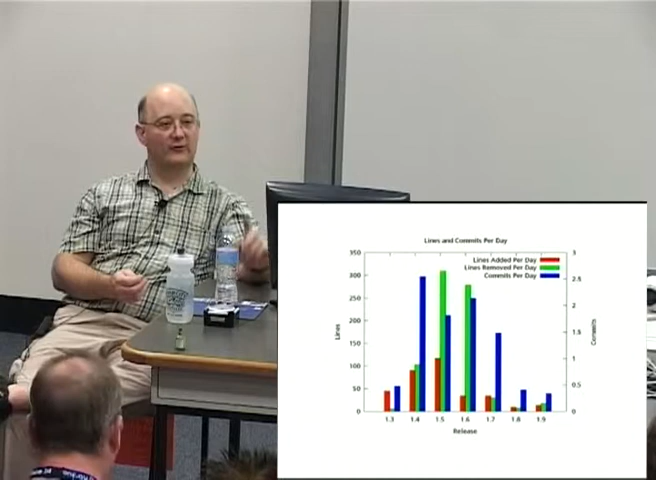 Lines and Commits Per Day
Lines Added Per Day
Lines Removed Per Day
Commits Per Day
350
300
250
200
150
100
50
0
3
2.5
2
1.5
1
0.5
0
Lines
Commits
1.3 1.4 1.5 1.6 1.7 1.8 1.9
Release